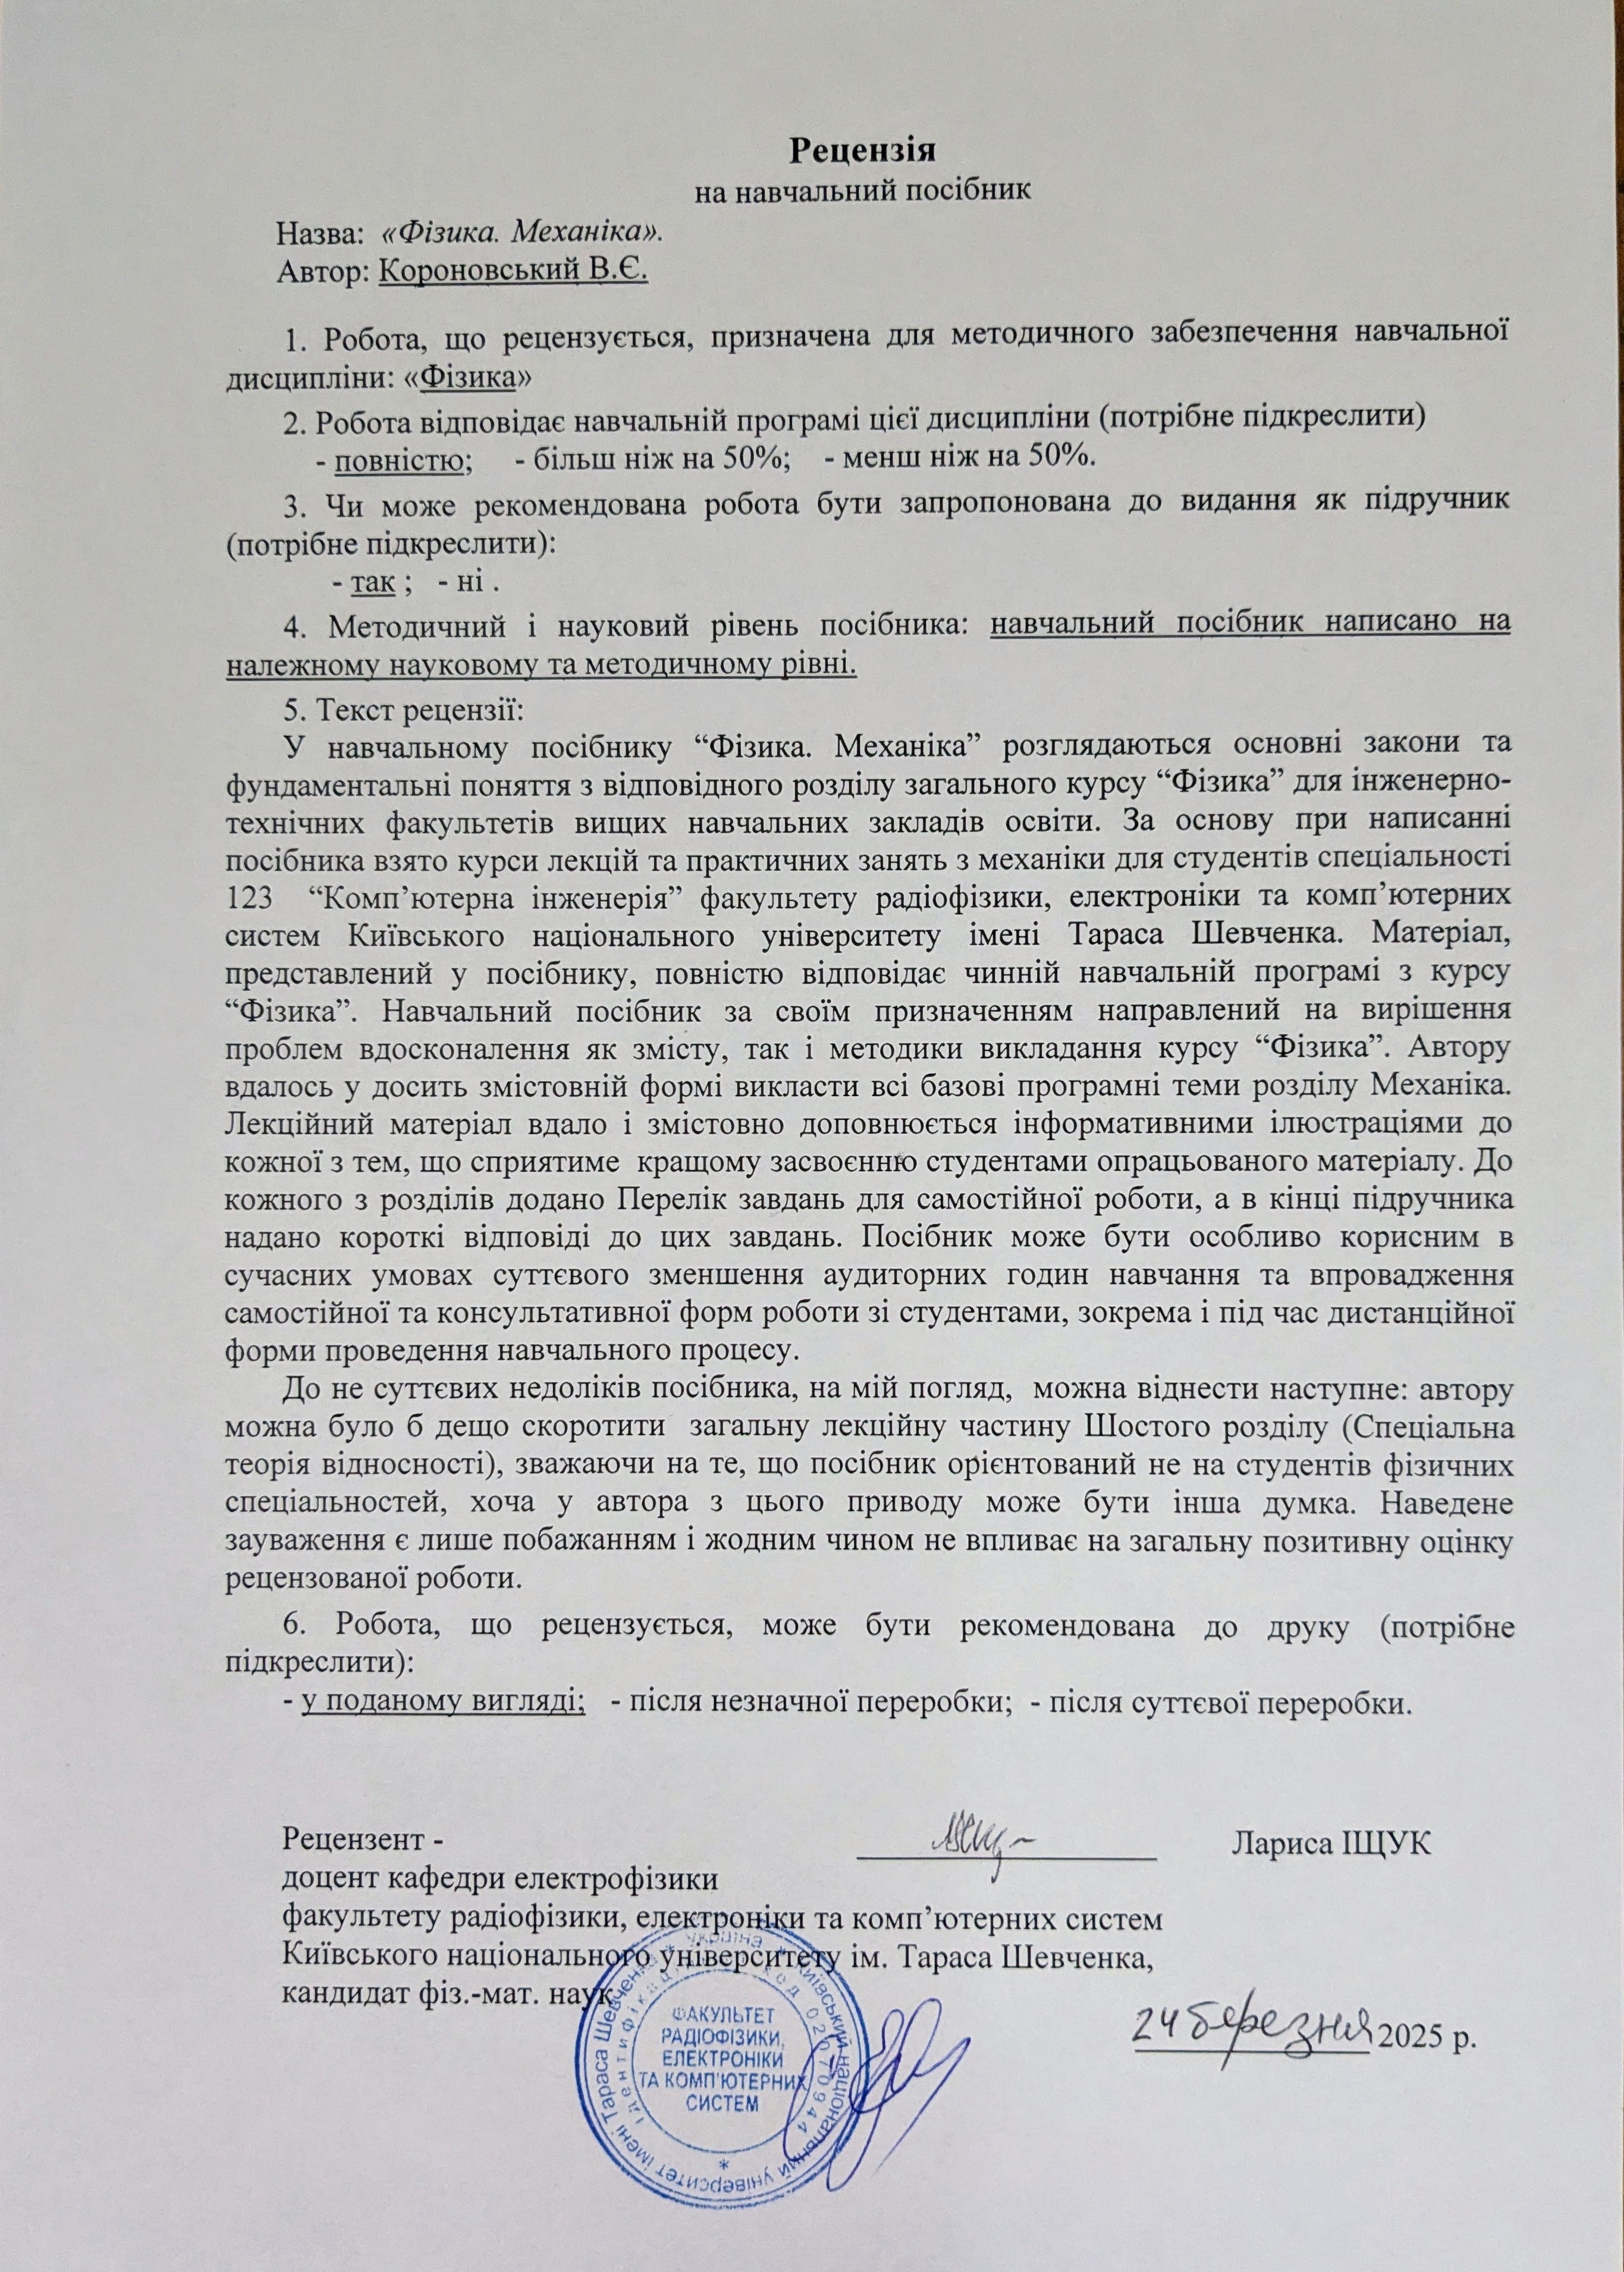 Рецензія
на навчальний посібник
Назва: «Фізика. Механіка».
Автор: Короновський В.Є.
1. Робота, що рецензується, призначена для методичного забезпечення навчальної
дисципліни: «Фізика»
2. Робота відповідає навчальній програмі цієї дисципліни (потрібне підкреслити)
- повністю; - більш ніж на 50%; - менш ніж на 50%.
3. Чи може рекомендована робота бути запропонована до видання як підручник
(потрібне підкреслити):
- так ; - ні .
4. Методичний і науковий рівень посібника: навчальний посібник написано на
належному науковому та методичному рівні.
5. Текст рецензії:
У навчальному посібнику “Фізика. Механіка” розглядаються основні закони та
фундаментальні поняття з відповідного розділу загального курсу “Фізика” для інженерно-
технічних факультетів вищих навчальних закладів освіти. За основу при написанні
посібника взято курси лекцій та практичних занять з механіки для студентів спеціальності
123 “Комп’ютерна інженерія” факультету радіофізики, електроніки та комп’ютерних
систем Київського національного університету імені Тараса Шевченка. Матеріал,
представлений у посібнику, повністю відповідає чинній навчальній програмі з курсу
“Фізика”. Навчальний посібник за своїм призначенням направлений на вирішення
проблем вдосконалення як змісту, так і методики викладання курсу “Фізика”. Автору
вдалось у досить змістовній формі викласти всі базові програмні теми розділу Механіка.
Лекційний матеріал вдало і змістовно доповнюється інформативними ілюстраціями до
кожної з тем, що сприятиме кращому засвоєнню студентами опрацьованого матеріалу. До
кожного з розділів додано Перелік завдань для самостійної роботи, а в кінці підручника
надано короткі відповіді до цих завдань. Посібник може бути особливо корисним в
сучасних умовах суттєвого зменшення аудиторних годин навчання та впровадження
самостійної та консультативної форм роботи зі студентами, зокрема і під час дистанційної
форми проведення навчального процесу.
До не суттєвих недоліків посібника, на мій погляд, можна віднести наступне: автору
можна було б дещо скоротити загальну лекційну частину Шостого розділу (Спеціальна
теорія відносності), зважаючи на те, що посібник орієнтований не на студентів фізичних
спеціальностей, хоча у автора з цього приводу може бути інша думка. Наведене
зауваження є лише побажанням і жодним чином не впливає на загальну позитивну оцінку
рецензованої роботи.
6. Робота, що рецензується, може бути рекомендована до друку (потрібне
підкреслити):
- у поданому вигляді; - після незначної переробки; - після суттєвої переробки.
Рецензент - Лариса ІЩУК
доцент кафедри електрофізики
факультету радіофізики, електроніки та комп’ютерних систем
Київського національного університету ім. Тараса Шевченка,
кандидат фіз.-мат. наук
24 березня 2025 р.
Україна * Київський національний університет імені Тараса Шевченка *
Ідентифікаційний код 02070944
ФАКУЛЬТЕТ
РАДІОФІЗИКИ,
ЕЛЕКТРОНІКИ
ТА КОМП'ЮТЕРНИХ
СИСТЕМ